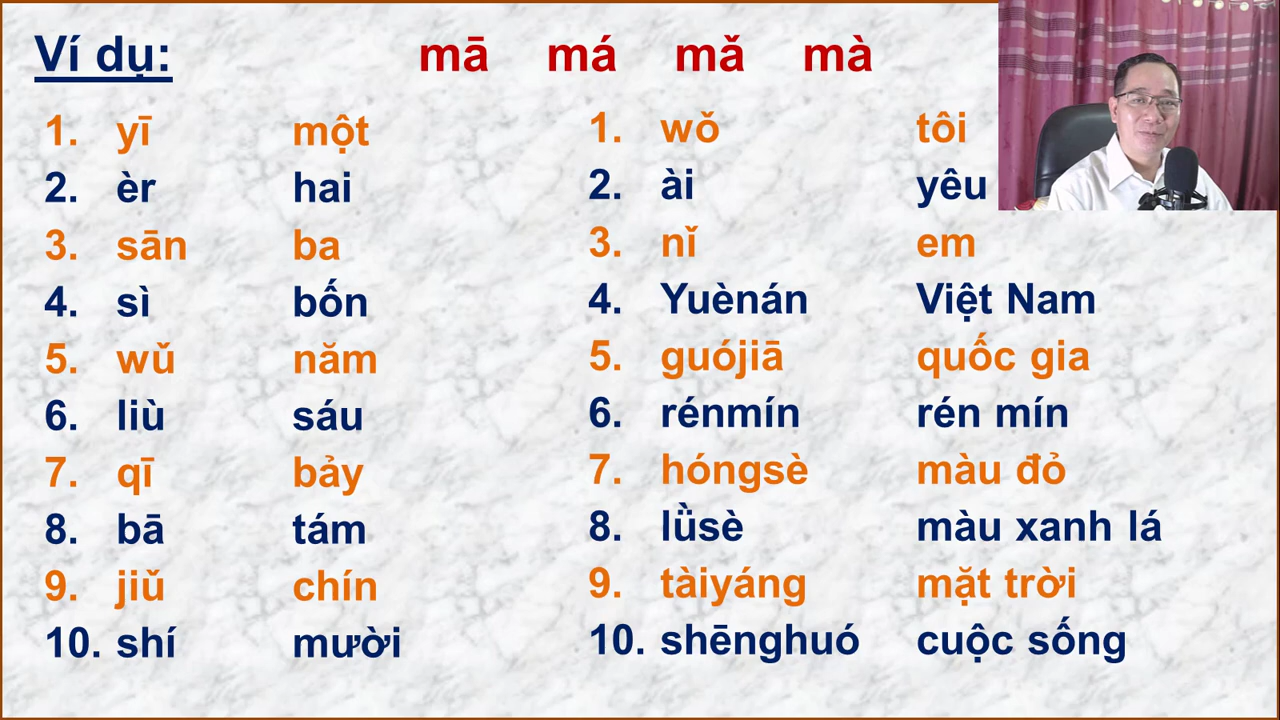 Ví dụ: mā má mǎ mà
1. yī một
2. èr hai
3. sān ba
4. sì bốn
5. wǔ năm
6. liù sáu
7. qī bảy
8. bā tám
9. jiǔ chín
10. shí mười
1. wǒ tôi
2. ài yêu
3. nǐ em
4. Yuènán Việt Nam
5. guójiā quốc gia
6. rénmín rén mín
7. hóngsè màu đỏ
8. lǜsè màu xanh lá
9. tàiyáng mặt trời
10. shēnghuó cuộc sống